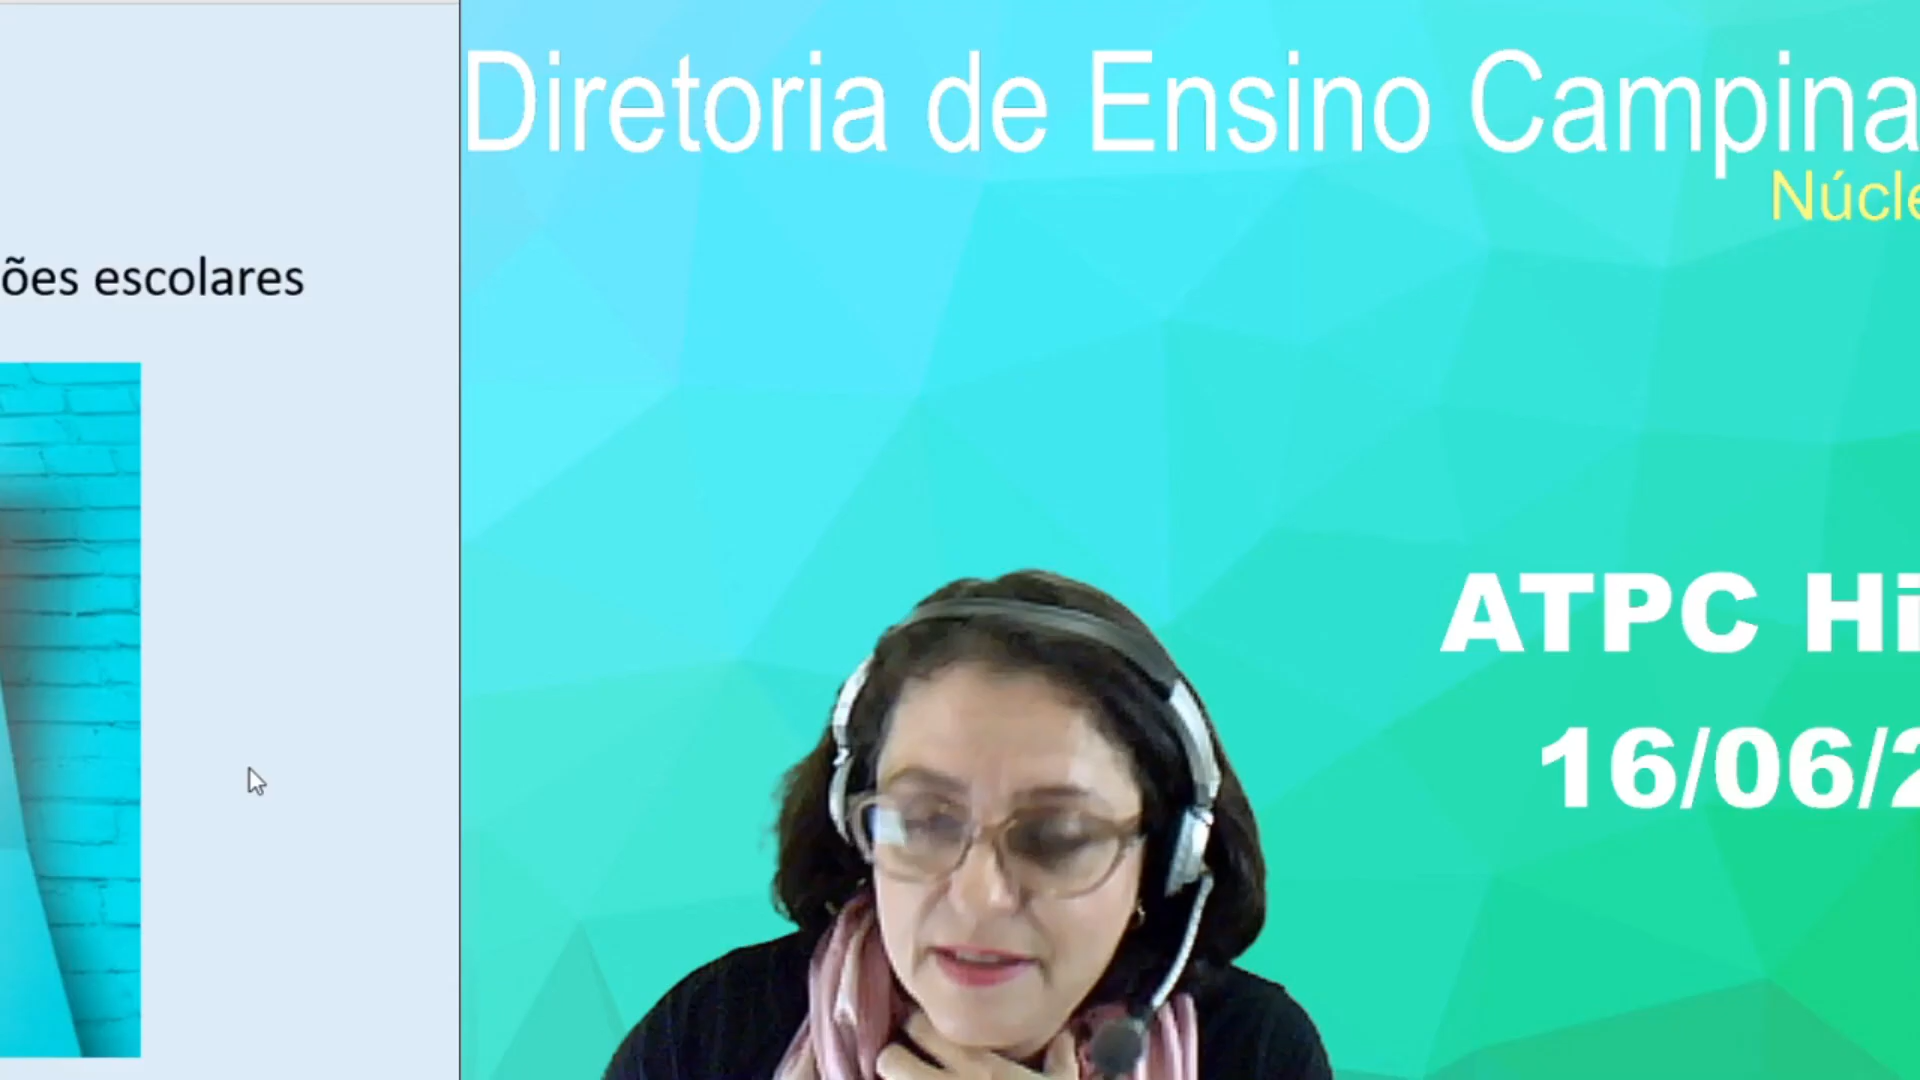 Diretoria de Ensino Campina
Núcle
ões escolares
ATPC Hi
16/06/2